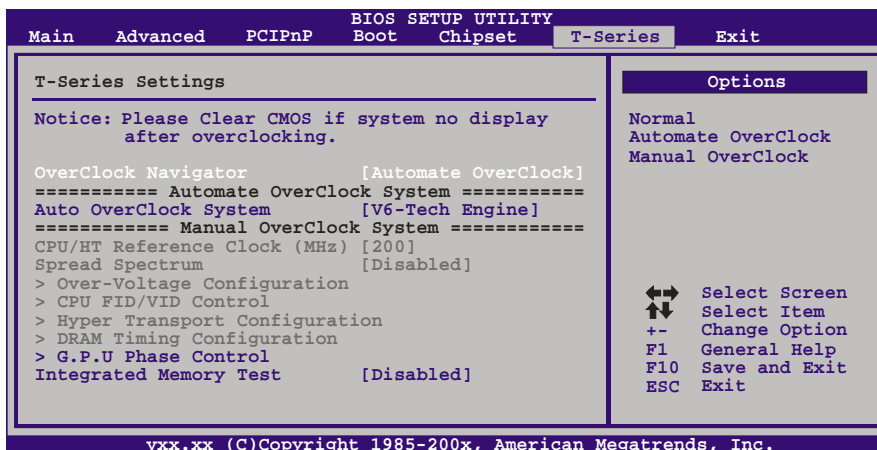 BIOS SETUP UTILITY
Main Advanced PCIPnP Boot Chipset T-Series Exit
T-Series Settings
Notice: Please Clear CMOS if system no display
after overclocking.
OverClock Navigator [Automate OverClock]
=========== Automate OverClock System ===========
Auto OverClock System [V6-Tech Engine]
============ Manual OverClock System ============
CPU/HT Reference Clock (MHz) [200]
Spread Spectrum [Disabled]
> Over-Voltage Configuration
> CPU FID/VID Control
> Hyper Transport Configuration
> DRAM Timing Configuration
> G.P.U Phase Control
Integrated Memory Test [Disabled]
Options
Normal
Automate OverClock
Manual OverClock
Select Screen
Select Item
+- Change Option
F1 General Help
F10 Save and Exit
ESC Exit
vxx.xx (C)Copyright 1985-200x, American Megatrends, Inc.